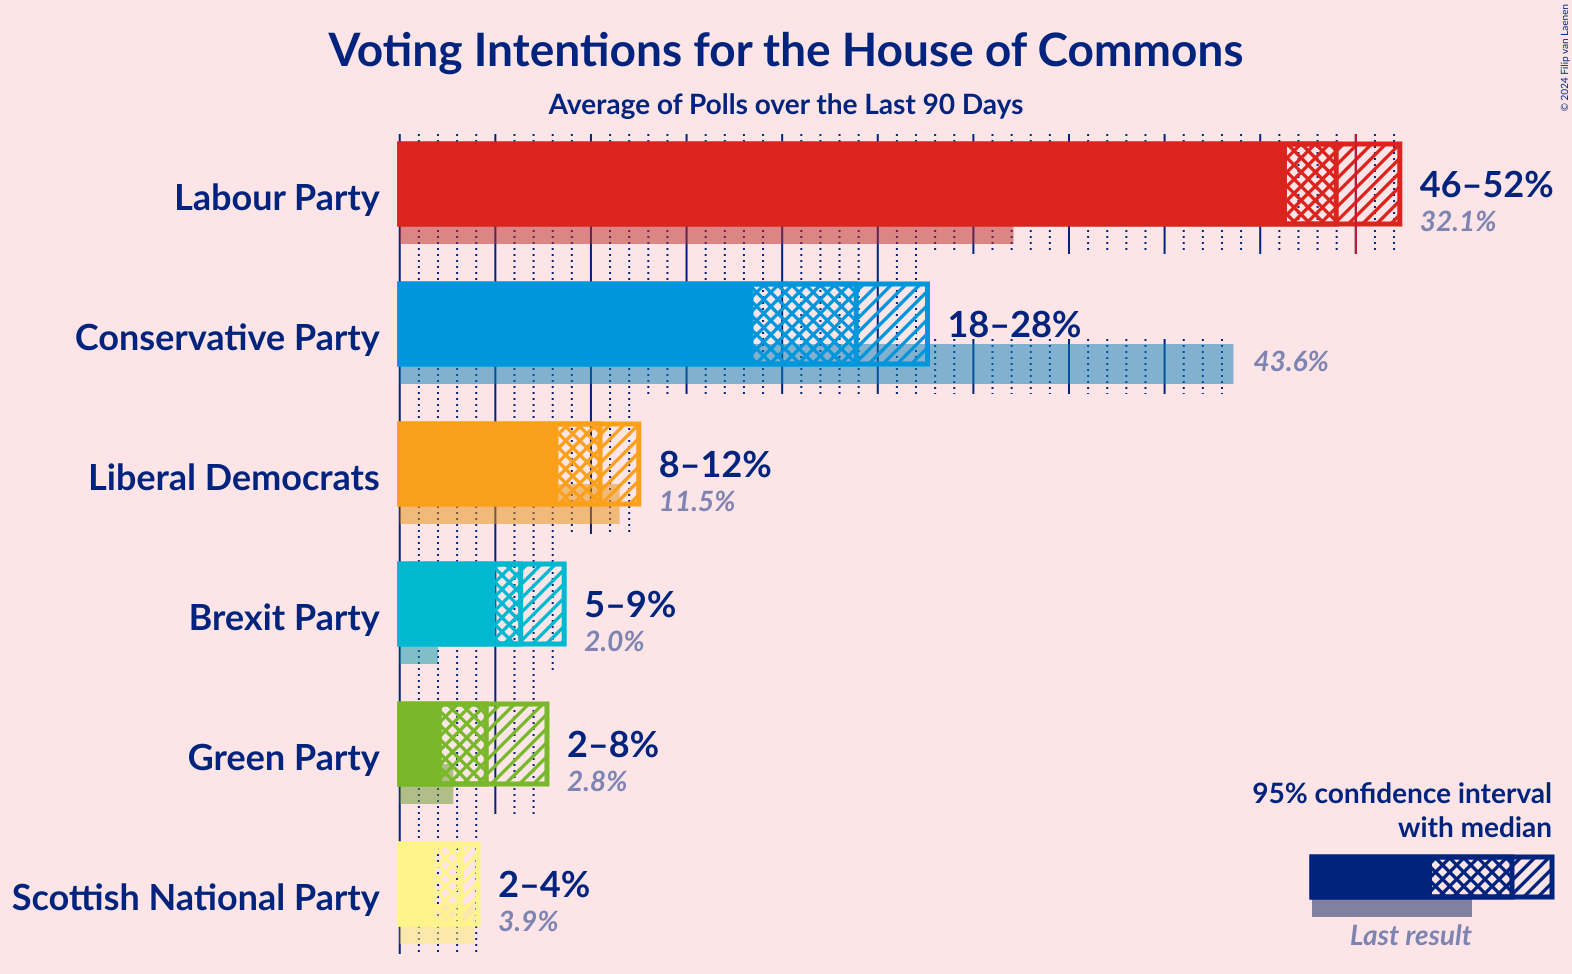 Voting Intentions for the House of Commons
Average of Polls over the Last 90 Days
© 2024 Filip van Laenen
Labour Party
46–52%
32.1%
Conservative Party
18–28%
43.6%
Liberal Democrats
8–12%
11.5%
Brexit Party
5–9%
2.0%
Green Party
2–8%
2.8%
Scottish National Party
2–4%
3.9%
95% confidence interval
with median
Last result